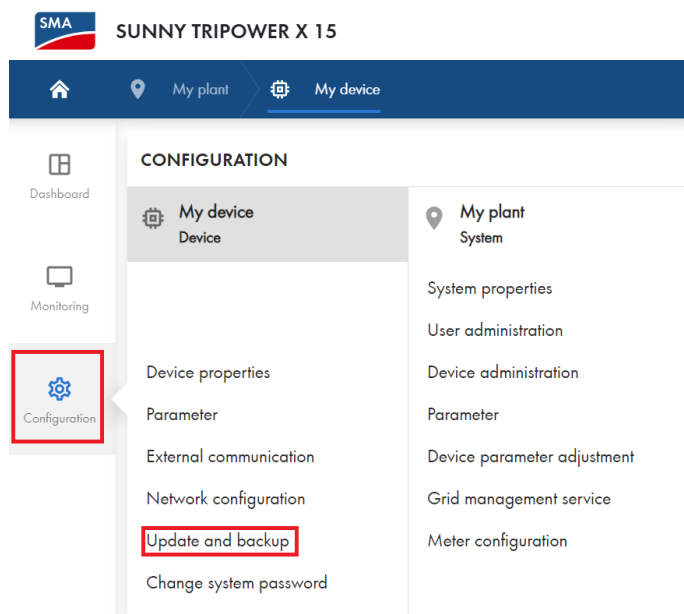 SMA
SUNNY TRIPOWER X 15
My plant
My device
Dashboard
Monitoring
Configuration
CONFIGURATION
My device
Device
Device properties
Parameter
External communication
Network configuration
Update and backup
Change system password
My plant
System
System properties
User administration
Device administration
Parameter
Device parameter adjustment
Grid management service
Meter configuration